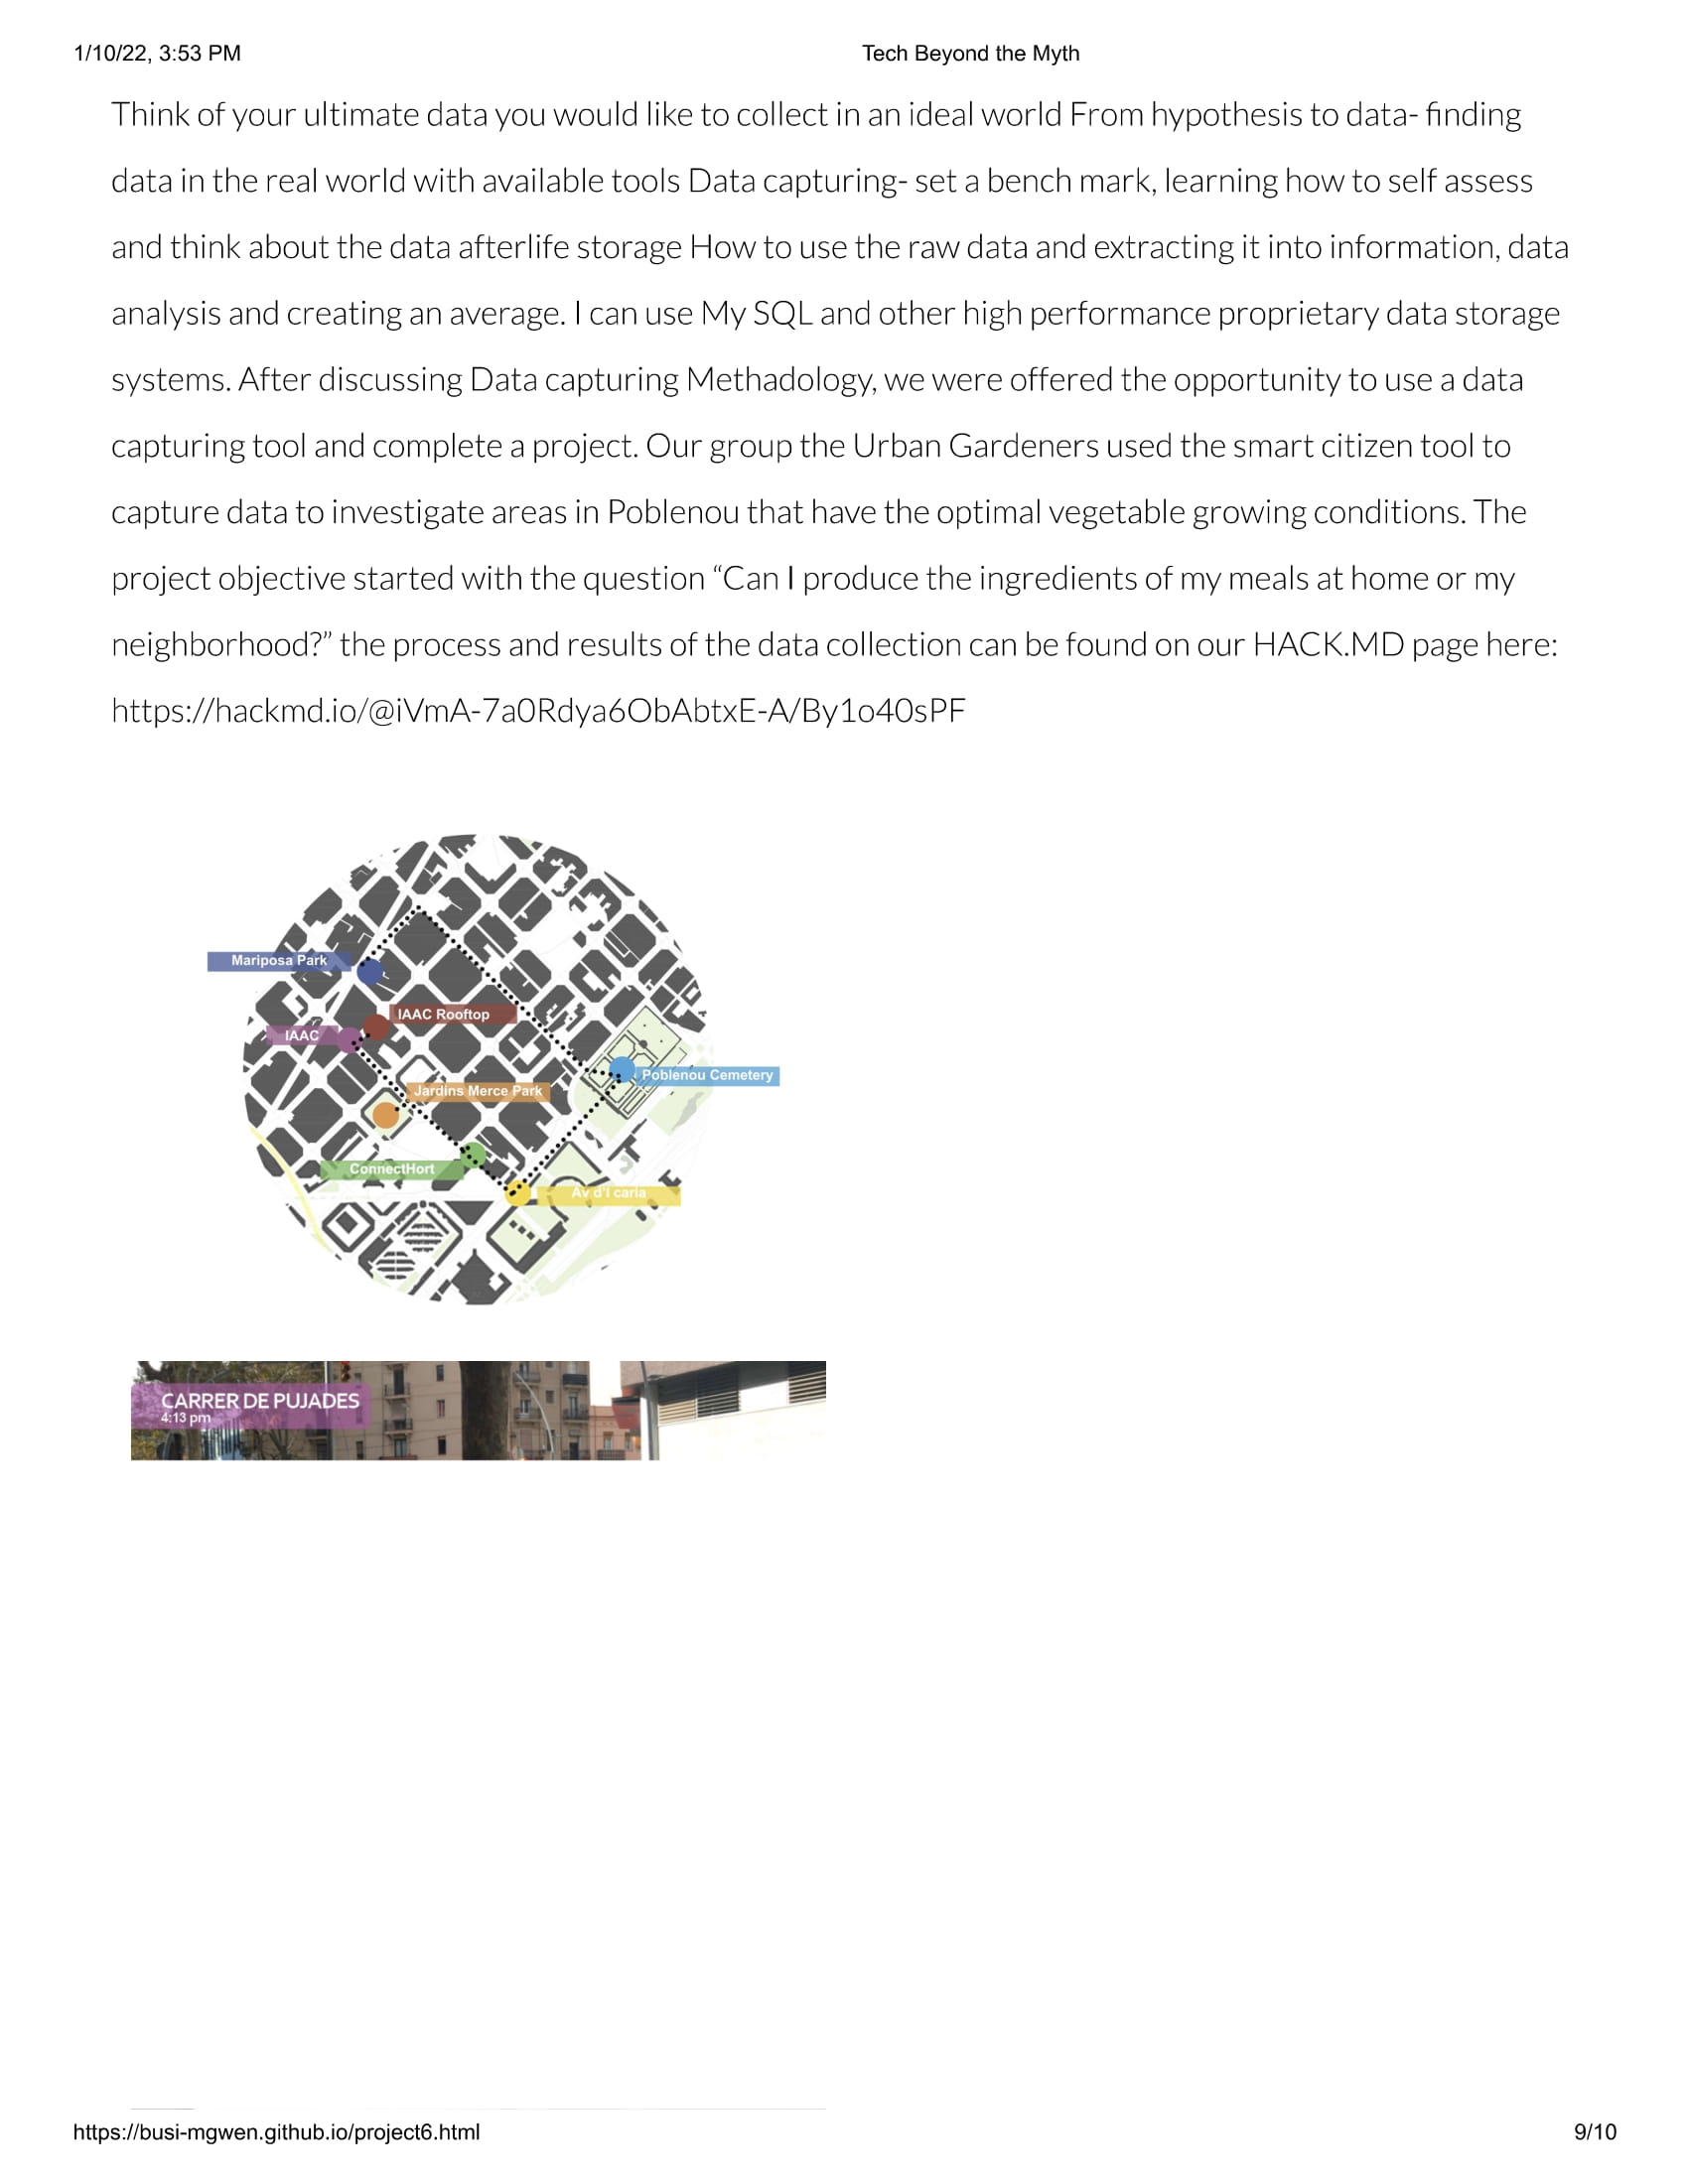 1/10/22, 3:53 PM
Tech Beyond the Myth
Think of your ultimate data you would like to collect in an ideal world From hypothesis to data- finding
data in the real world with available tools Data capturing- set a bench mark, learning how to self assess
and think about the data afterlife storage How to use the raw data and extracting it into information, data
analysis and creating an average. I can use My SQL and other high performance proprietary data storage
systems. After discussing Data capturing Methadology, we were offered the opportunity to use a data
capturing tool and complete a project. Our group the Urban Gardeners used the smart citizen tool to
capture data to investigate areas in Poblenou that have the optimal vegetable growing conditions. The
project objective started with the question “Can I produce the ingredients of my meals at home or my
neighborhood?” the process and results of the data collection can be found on our HACK.MD page here:
https://hackmd.io/@iVmA-7a0Rdya6ObAbtxE-A/By1o40sPF
Mariposa Park
IAAC Rooftop
IAAC
Poblenou Cemetery
Jardins Merce Park
ConnectHort
Av d'I caria
CARRER DE PUJADES
4:13 pm
https://busi-mgwen.github.io/project6.html
9/10